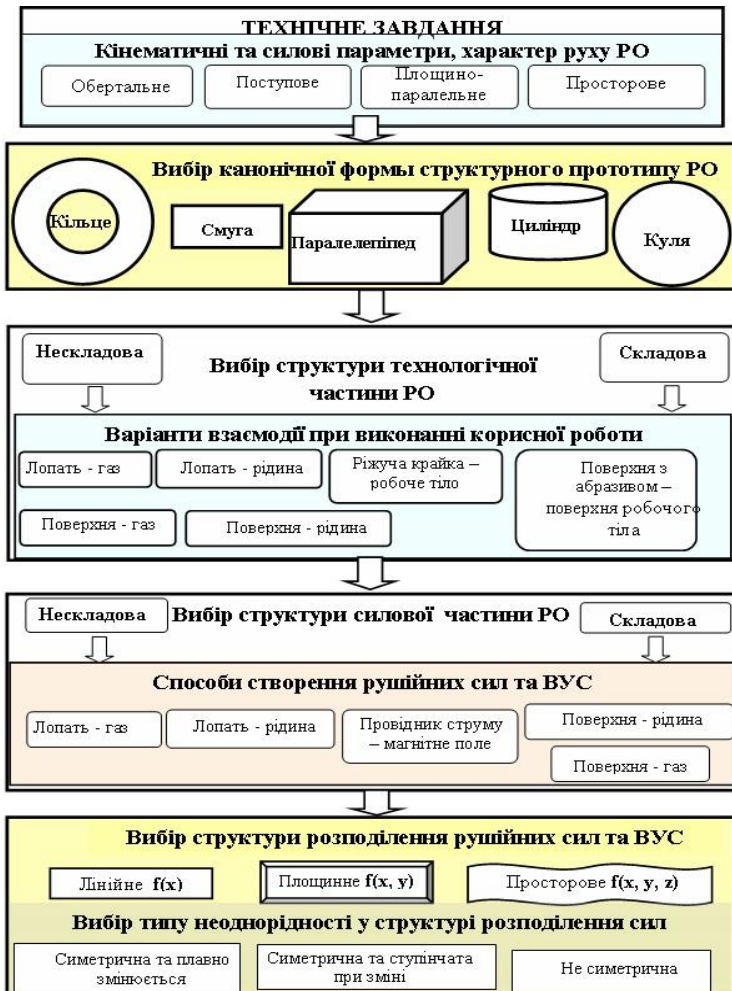 ТЕХНІЧНЕ ЗАВДАННЯ
Кінематичні та силові параметри, характер руху РО
Обертальне
Поступове
Площино-
паралельне
Просторове
Вибір канонічної формы структурного прототипу РО
Кільце
Смуга
Паралелепіпед
Циліндр
Куля
Нескладова
Складова
Вибір структури технологічної
частини РО
Варіанти взаємодії при виконанні корисної роботи
Лопать - газ
Лопать - рідина
Ріжуча крайка –
робоче тіло
Поверхня з
абразивом –
поверхня робочого
тіла
Поверхня - газ
Поверхня - рідина
Нескладова
Вибір структури силової частини РО
Складова
Способи створення рушійних сил та ВУС
Лопать - газ
Лопать - рідина
Провідник струму
– магнітне поле
Поверхня - рідина
Поверхня - газ
Вибір структури розподілення рушійних сил та ВУС
Лінійне f(x)
Площинне f(x, y)
Просторове f(x, y, z)
Вибір типу неоднорідності у структурі розподілення сил
Симетрична та плавно
змінюється
Симетрична та ступінчата
при зміні
Не симетрична